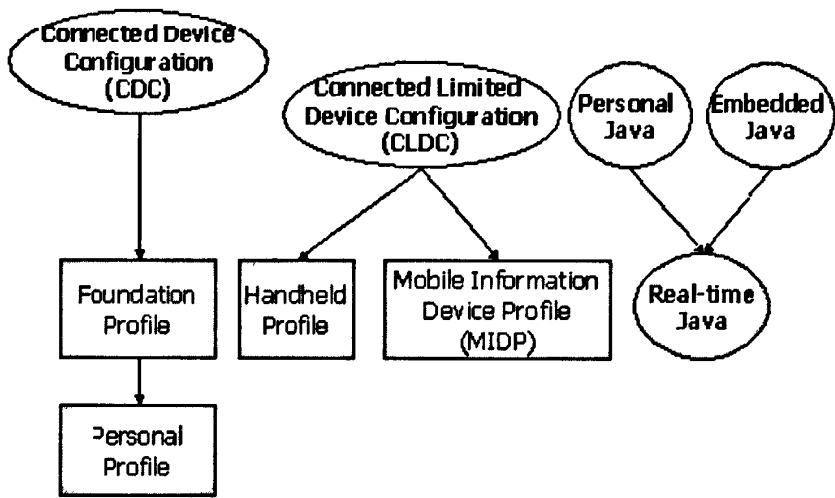 Connected Device
Configuration
(CDC)
Connected Limited
Device Configuration
(CLDC)
Personal
Java
Embedded
Java
Foundation
Profile
Handheld
Profile
Mobile Information
Device Profile
(MIDP)
Real-time
Java
Personal
Profile